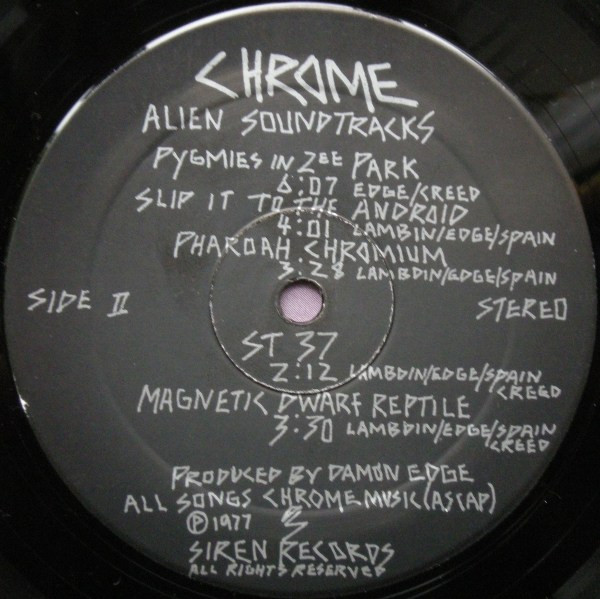 CHROME
ALIEN SOUNDTRACKS
PYGMIES IN ZEE PARK
6:07 EDGE/CREED
SLIP IT TO THE ANDROID
4:01 LAMBIN/EDGE/SPAIN
PHAROAH CHROMIUM
3:28 LAMBDIN/EDGE/SPAIN
SIDE II
STEREO
ST 37
2:12 LAMBDIN/EDGE/SPAIN
CREED
MAGNETIC DWARF REPTILE
3:30 LAMBDIN/EDGE/SPAIN
CREED
PRODUCED BY DAMON EDGE
ALL SONGS CHROME MUSIC (ASCAP)
℗ 1977
SIREN RECORDS
ALL RIGHTS RESERVED